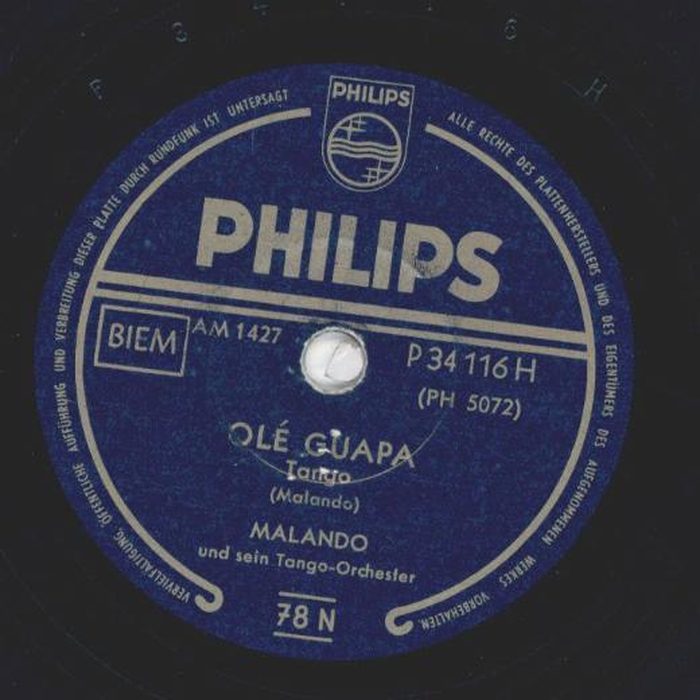 PHILIPS
ALLE RECHTE DES PLATTENHERSTELLERS UND DES EIGENTÜMERS DES AUFGENOMMENEN WERKES VORBEHALTEN.
VERVIELFÄLTIGUNG, ÖFFENTLICHE AUFFÜHRUNG UND VERBREITUNG DIESER PLATTE DURCH RUNDFUNK IST UNTERSAGT
PHILIPS
BIEM AM 1427 P 34 116 H
(PH 5072)
OLÉ GUAPA
Tango
(Malando)
MALANDO
und sein Tango-Orchester
78 N